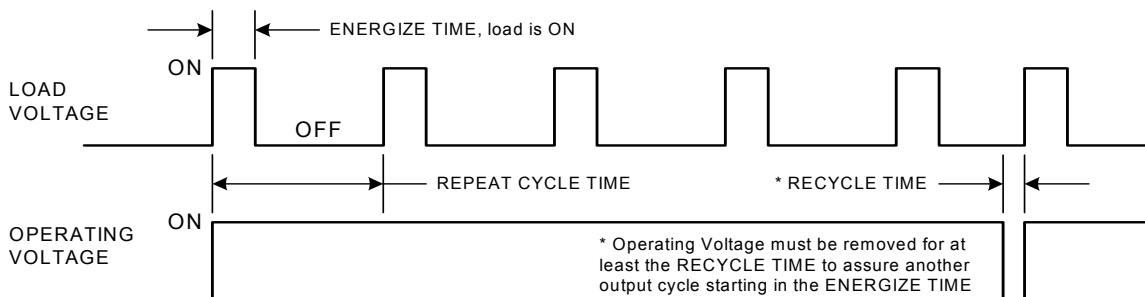 ENERGIZE TIME, load is ON
ON
LOAD
VOLTAGE
OFF
REPEAT CYCLE TIME
* RECYCLE TIME
ON
OPERATING
VOLTAGE
* Operating Voltage must be removed for at
least the RECYCLE TIME to assure another
output cycle starting in the ENERGIZE TIME